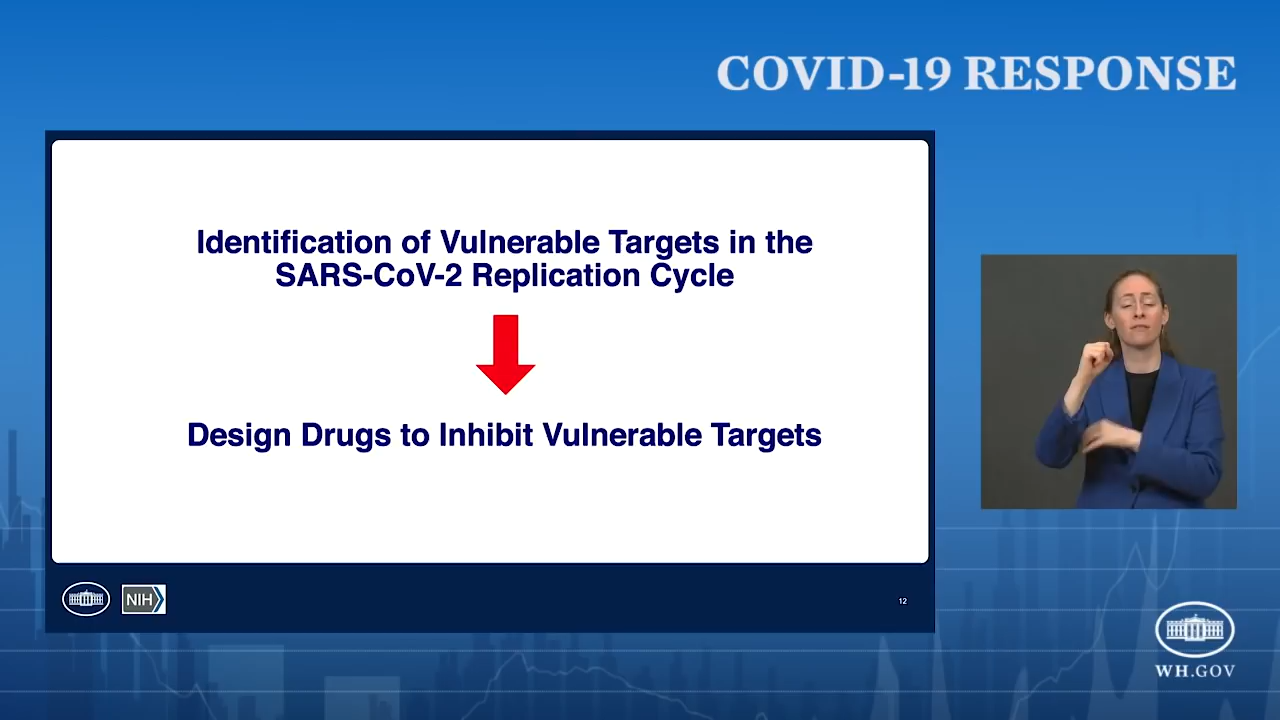 COVID-19 RESPONSE
Identification of Vulnerable Targets in the
SARS-CoV-2 Replication Cycle
Design Drugs to Inhibit Vulnerable Targets
NIH
12
WH.GOV